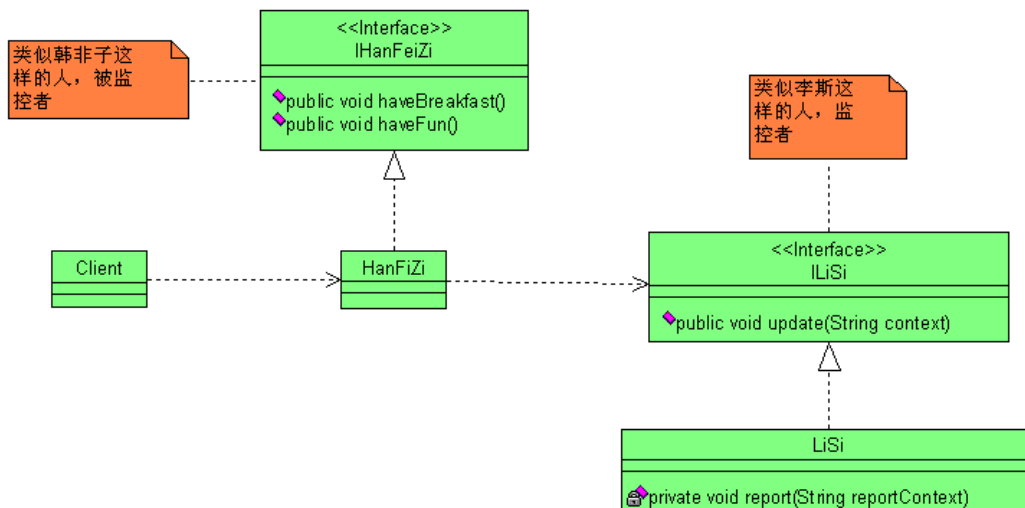 <<Interface>>
IHanFeiZi
public void haveBreakfast()
public void haveFun()
类似韩非子这
样的人，被监
控者
类似李斯这
样的人，监
控者
Client
HanFiZi
<<Interface>>
ILiSi
public void update(String context)
LiSi
private void report(String reportContext)